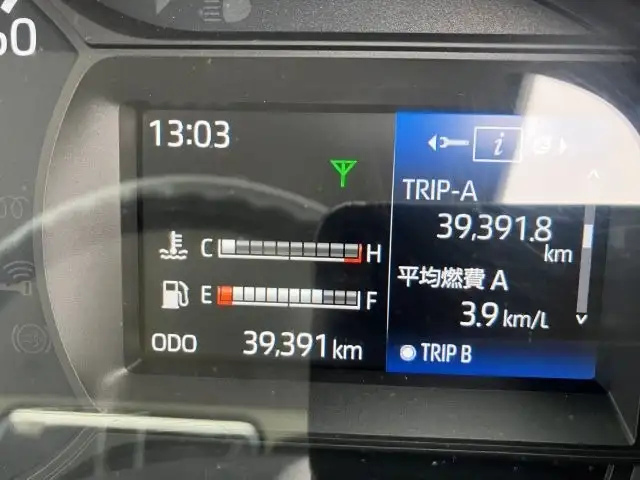 60
13:03
i
TRIP-A
39,391.8
km
平均燃費 A
3.9 km/L
TRIP B
C H
E F
ODO 39,391 km